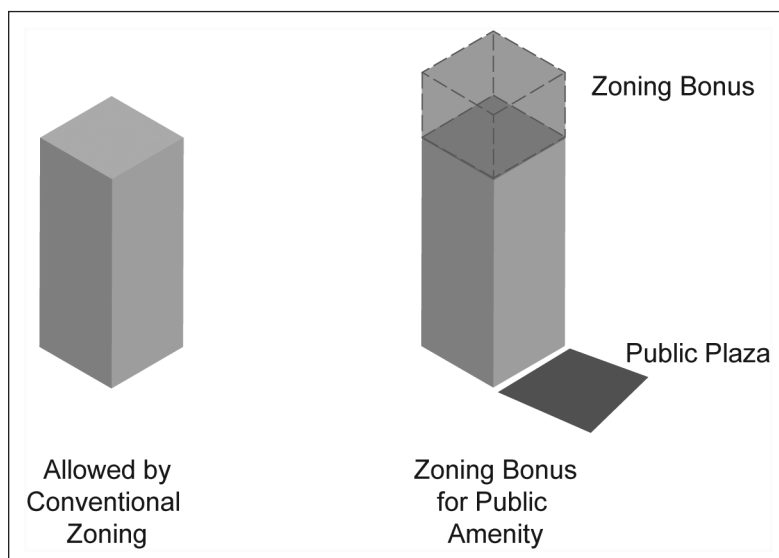 Zoning Bonus
Public Plaza
Allowed by
Conventional
Zoning
Zoning Bonus
for Public
Amenity